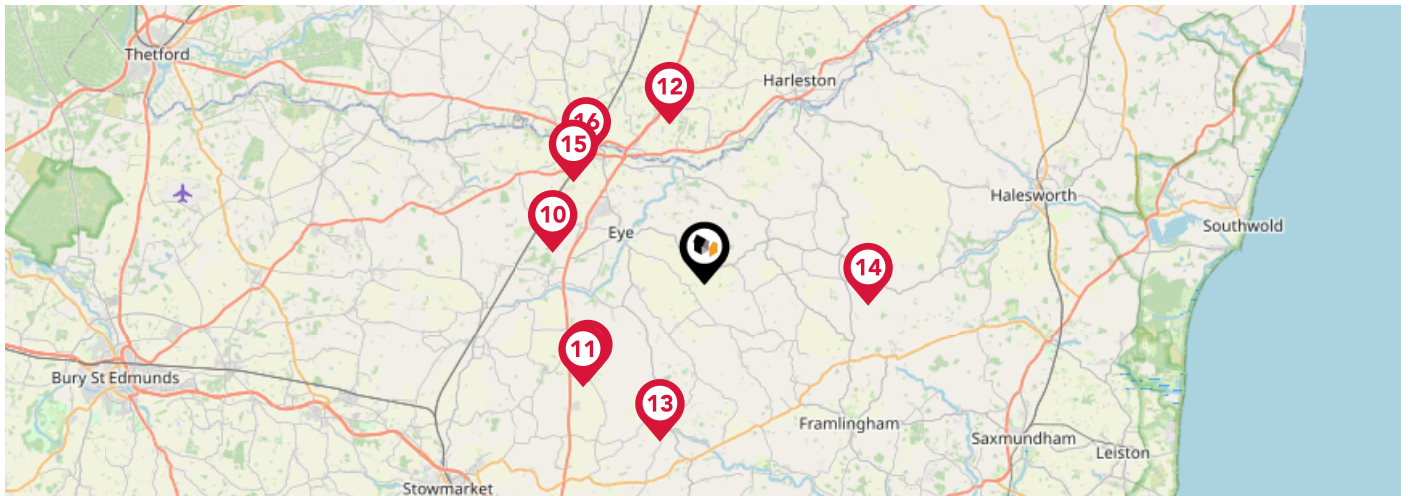 Thetford
12
Harleston
16
15
Halesworth
10
Southwold
Eye
14
11
Bury St Edmunds
13
Framlingham
Saxmundham
Leiston
Stowmarket